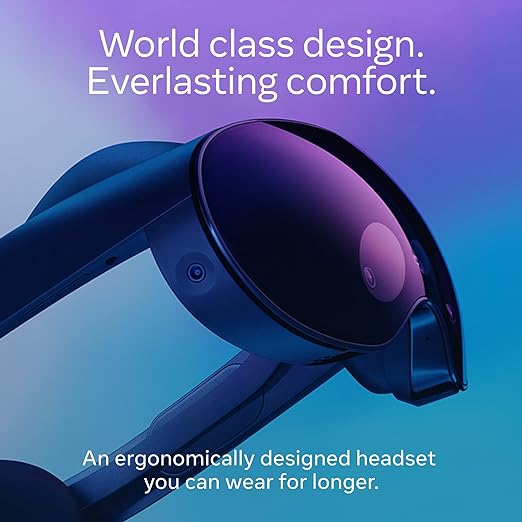 World class design.
Everlasting comfort.
An ergonomically designed headset
you can wear for longer.